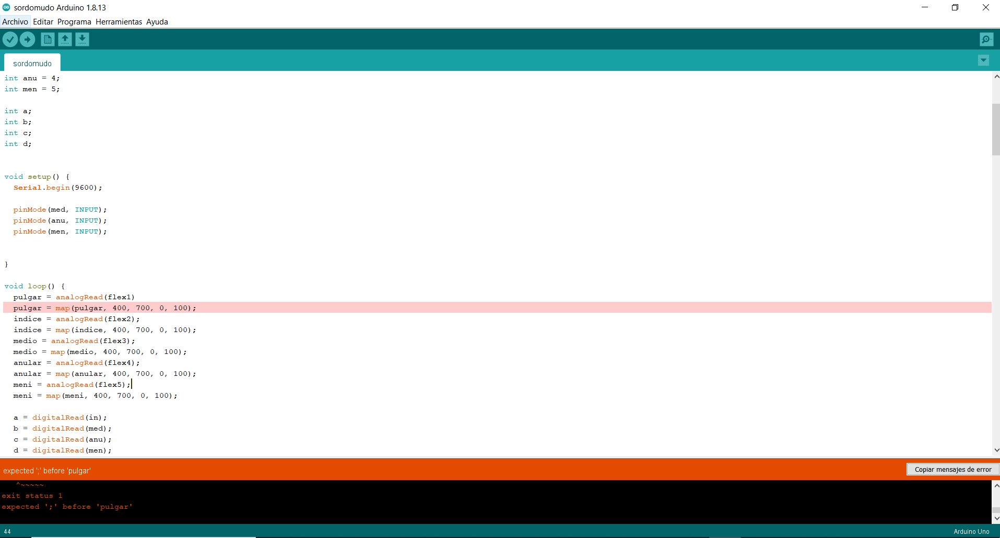 sordomudo Arduino 1.8.13
Archivo Editar Programa Herramientas Ayuda
sordomudo
int anu = 4;
int men = 5;
int a;
int b;
int c;
int d;
void setup() {
Serial.begin(9600);
pinMode(med, INPUT);
pinMode(anu, INPUT);
pinMode(men, INPUT);
}
void loop() {
pulgar = analogRead(flex1)
pulgar = map(pulgar, 400, 700, 0, 100);
indice = analogRead(flex2);
indice = map(indice, 400, 700, 0, 100);
medio = analogRead(flex3);
medio = map(medio, 400, 700, 0, 100);
anular = analogRead(flex4);
anular = map(anular, 400, 700, 0, 100);
meni = analogRead(flex5);
meni = map(meni, 400, 700, 0, 100);
a = digitalRead(in);
b = digitalRead(med);
c = digitalRead(anu);
d = digitalRead(men);
expected ';' before 'pulgar'
Copiar mensajes de error
^~~~~~
exit status 1
expected ';' before 'pulgar'
44
Arduino Uno